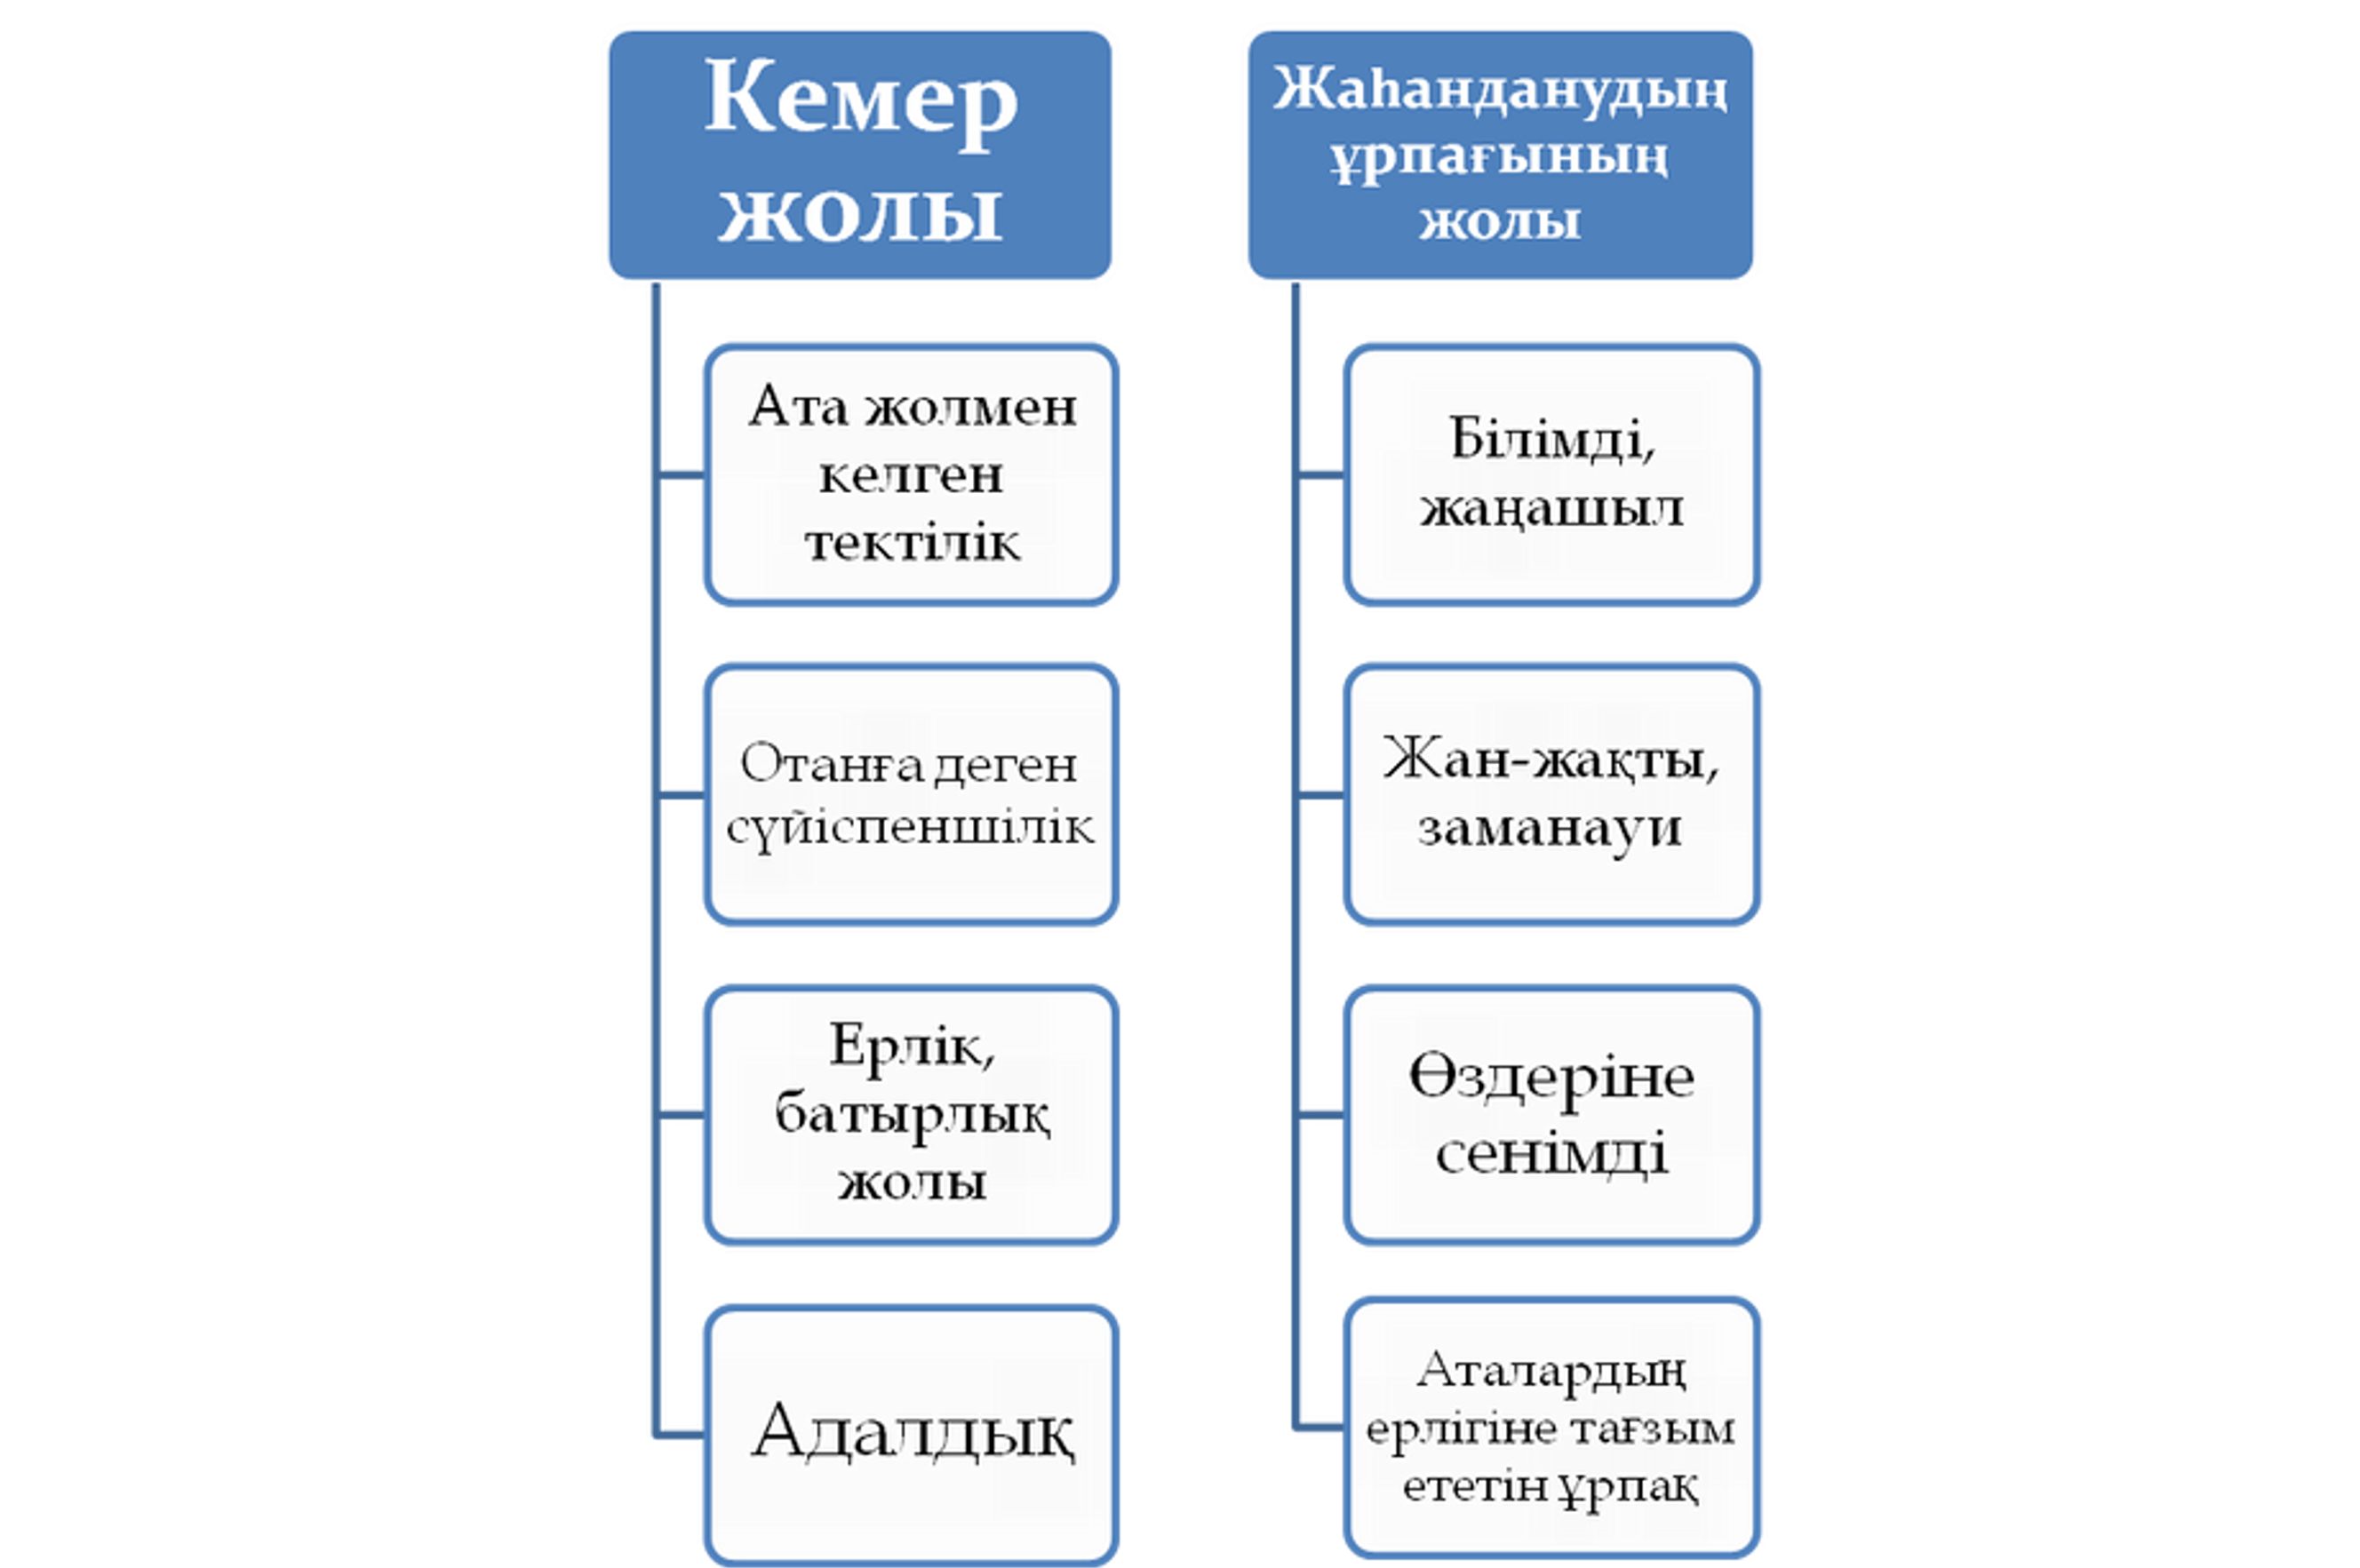 Кемер
жолы
Ата жолмен
келген
тектілік
Отанға деген
сүйіспеншілік
Ерлік,
батырлық
жолы
Адалдық
Жаһанданудың
ұрпағының
жолы
Білімді,
жаңашыл
Жан-жақты,
заманауи
Өздеріне
сенімді
Аталардың
ерлігіне тағзым
ететін ұрпақ